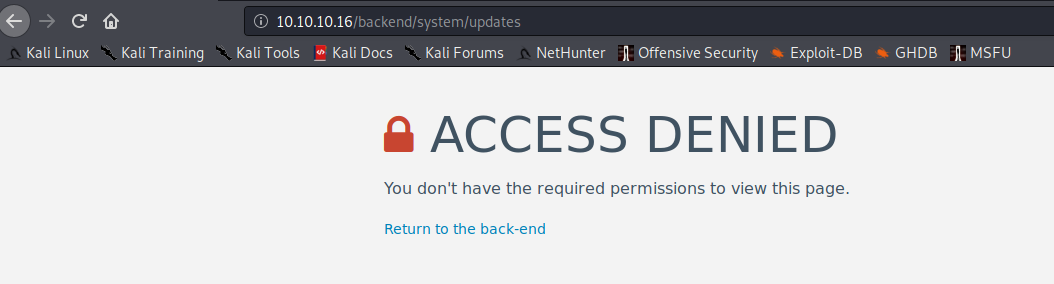 10.10.10.16/backend/system/updates
Kali Linux Kali Training Kali Tools Kali Docs Kali Forums NetHunter Offensive Security Exploit-DB GHDB MSFU
ACCESS DENIED
You don't have the required permissions to view this page.
Return to the back-end